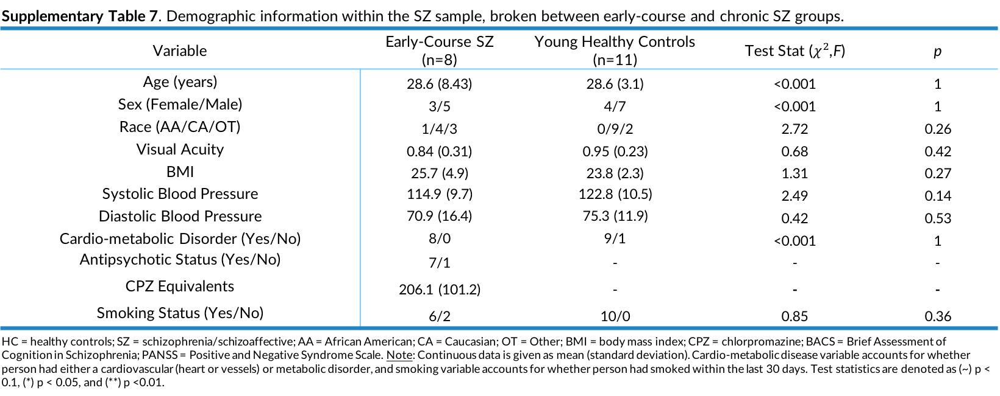 Supplementary Table 7. Demographic information within the SZ sample, broken between early-course and chronic SZ groups.
Variable Early-Course SZ (n=8) Young Healthy Controls (n=11) Test Stat (χ²,F) p
Age (years) 28.6 (8.43) 28.6 (3.1) <0.001 1
Sex (Female/Male) 3/5 4/7 <0.001 1
Race (AA/CA/OT) 1/4/3 0/9/2 2.72 0.26
Visual Acuity 0.84 (0.31) 0.95 (0.23) 0.68 0.42
BMI 25.7 (4.9) 23.8 (2.3) 1.31 0.27
Systolic Blood Pressure 114.9 (9.7) 122.8 (10.5) 2.49 0.14
Diastolic Blood Pressure 70.9 (16.4) 75.3 (11.9) 0.42 0.53
Cardio-metabolic Disorder (Yes/No) 8/0 9/1 <0.001 1
Antipsychotic Status (Yes/No) 7/1 - - -
CPZ Equivalents 206.1 (101.2) - - -
Smoking Status (Yes/No) 6/2 10/0 0.85 0.36
HC = healthy controls; SZ = schizophrenia/schizoaffective; AA = African American; CA = Caucasian; OT = Other; BMI = body mass index; CPZ = chlorpromazine; BACS = Brief Assessment of
Cognition in Schizophrenia; PANSS = Positive and Negative Syndrome Scale. Note: Continuous data is given as mean (standard deviation). Cardio-metabolic disease variable accounts for whether
person had either a cardiovascular (heart or vessels) or metabolic disorder, and smoking variable accounts for whether person had smoked within the last 30 days. Test statistics are denoted as (~) p <
0.1, (*) p < 0.05, and (**) p <0.01.